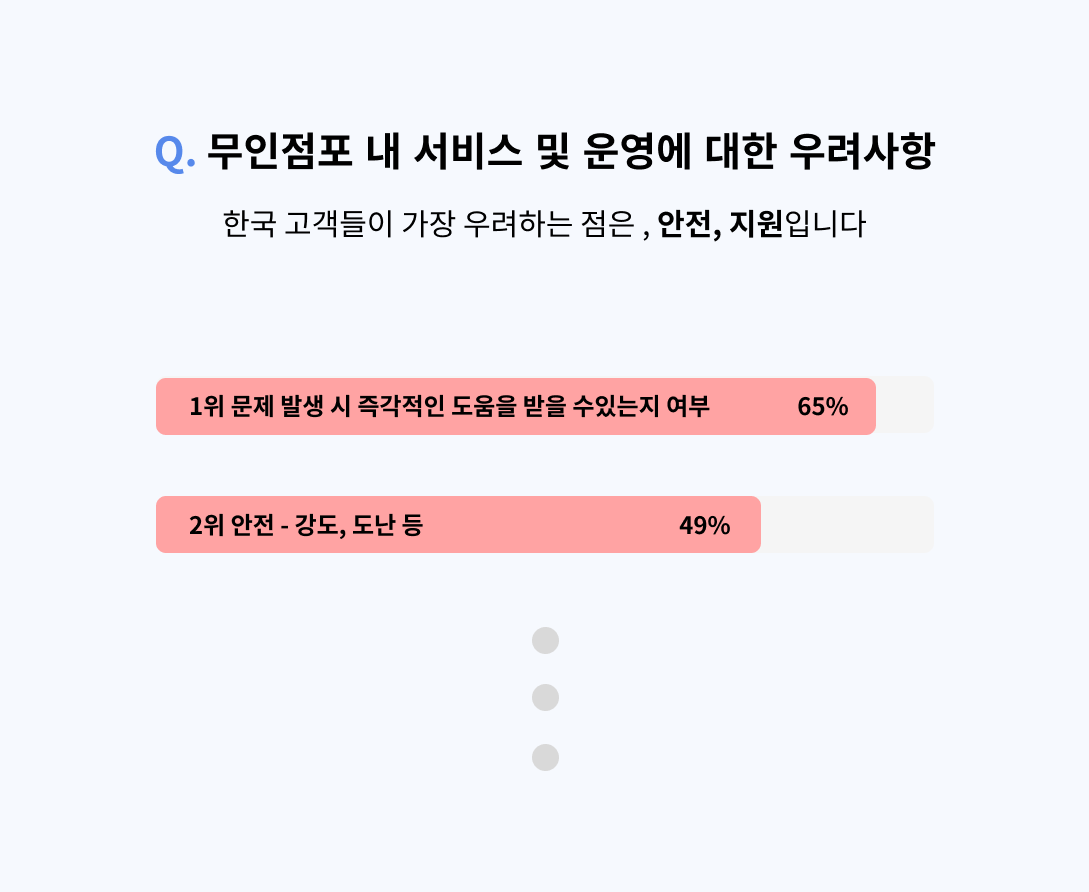 Q. 무인점포 내 서비스 및 운영에 대한 우려사항
한국 고객들이 가장 우려하는 점은 , 안전, 지원입니다
1위 문제 발생 시 즉각적인 도움을 받을 수있는지 여부 65%
2위 안전 - 강도, 도난 등 49%